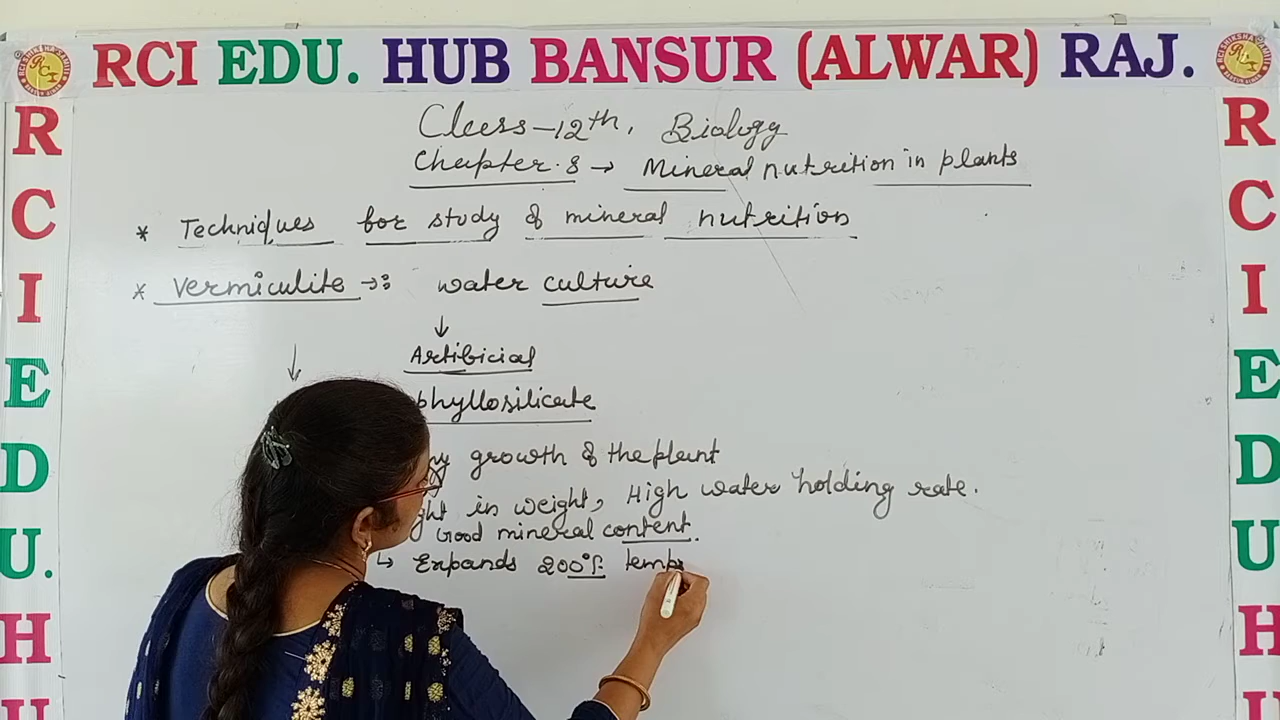 RCI EDU. HUB BANSUR (ALWAR) RAJ.
R
C
I
E
D
U.
H
U
Class-12th, Biology
Chapter.8 → Mineral nutrition in plants
* Techniques for study of mineral nutrition
* Vermiculite →: water culture
↓
↓ Artificial
phyllosilicate
growth of the plant
in weight, High water holding rate.
Good mineral content.
↳ Expands 200°F temp
R
C
I
E
D
U
H
U